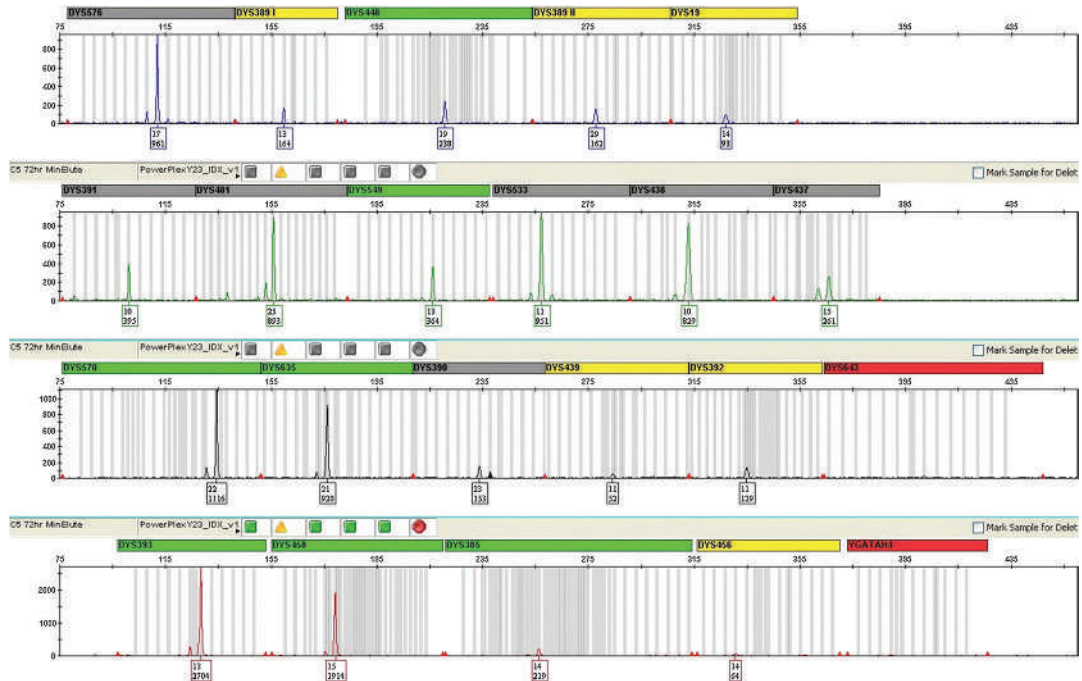 DYS576 DYS389 I DYS448 DYS389 II DYS19
75 115 155 195 235 275 315 355 395 435
800
600
400
200
0
17 13 19 29 14
961 164 238 162 93
C5 72hr MinElute PowerPlexY23_IDX_v1 Mark Sample for Delet
DYS391 DYS481 DYS549 DYS533 DYS438 DYS437
75 115 155 195 235 275 315 355 395 435
800
600
400
200
0
10 25 13 11 10 15
395 893 364 951 829 261
C5 72hr MinElute PowerPlexY23_IDX_v1 Mark Sample for Delet
DYS570 DYS635 DYS390 DYS439 DYS392 DYS643
75 115 155 195 235 275 315 355 395 435
1000
800
600
400
200
0
22 21 23 11 12
1116 920 153 52 129
C5 72hr MinElute PowerPlexY23_IDX_v1 Mark Sample for Delet
DYS393 DYS458 DYS385 DYS456 YGATAH4
75 115 155 195 235 275 315 355 395 435
2000
1000
0
13 15 14 14
2704 1914 219 64